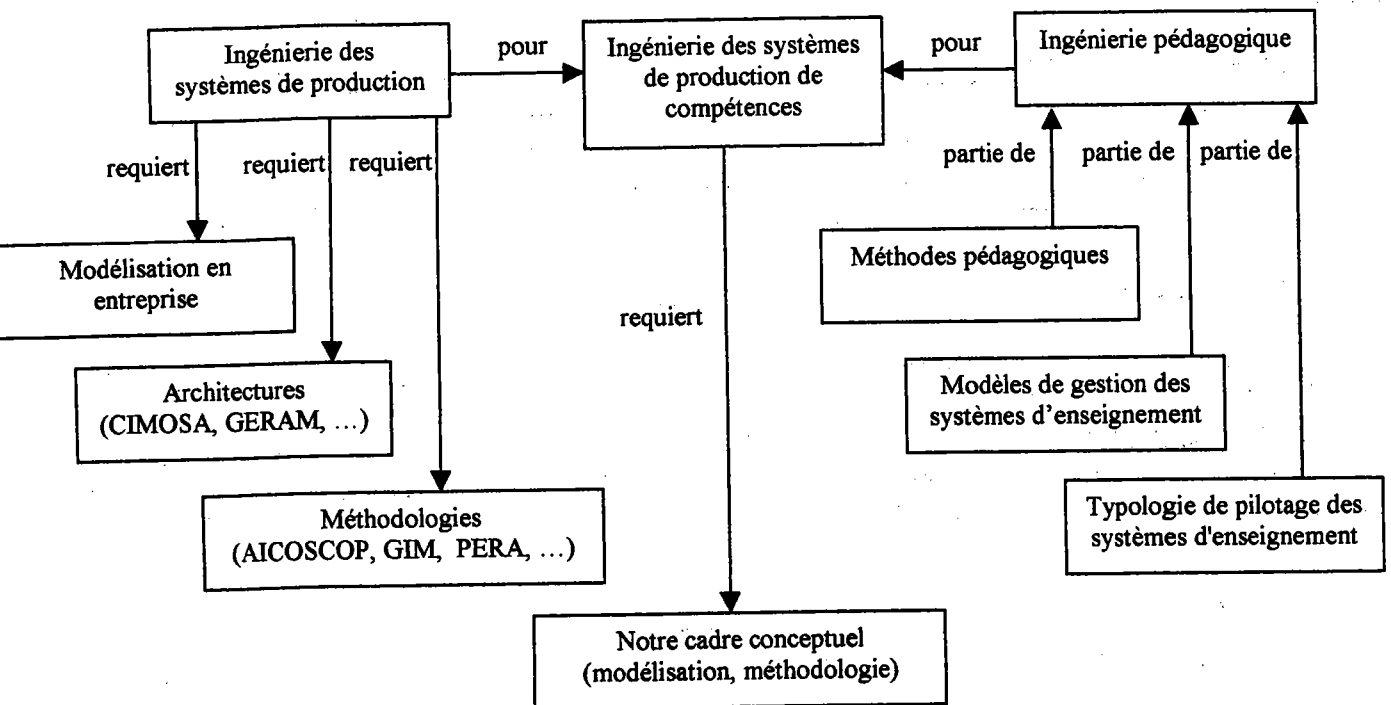 Ingénierie des
systèmes de production
pour
Ingénierie des systèmes
de production de
compétences
pour
Ingénierie pédagogique
requiert
requiert
requiert
partie de
partie de
partie de
Modélisation en
entreprise
Méthodes pédagogiques
requiert
Architectures
(CIMOSA, GERAM, …)
Modèles de gestion des
systèmes d’enseignement
Méthodologies
(AICOSCOP, GIM, PERA, …)
Typologie de pilotage des
systèmes d'enseignement
Notre cadre conceptuel
(modélisation, méthodologie)